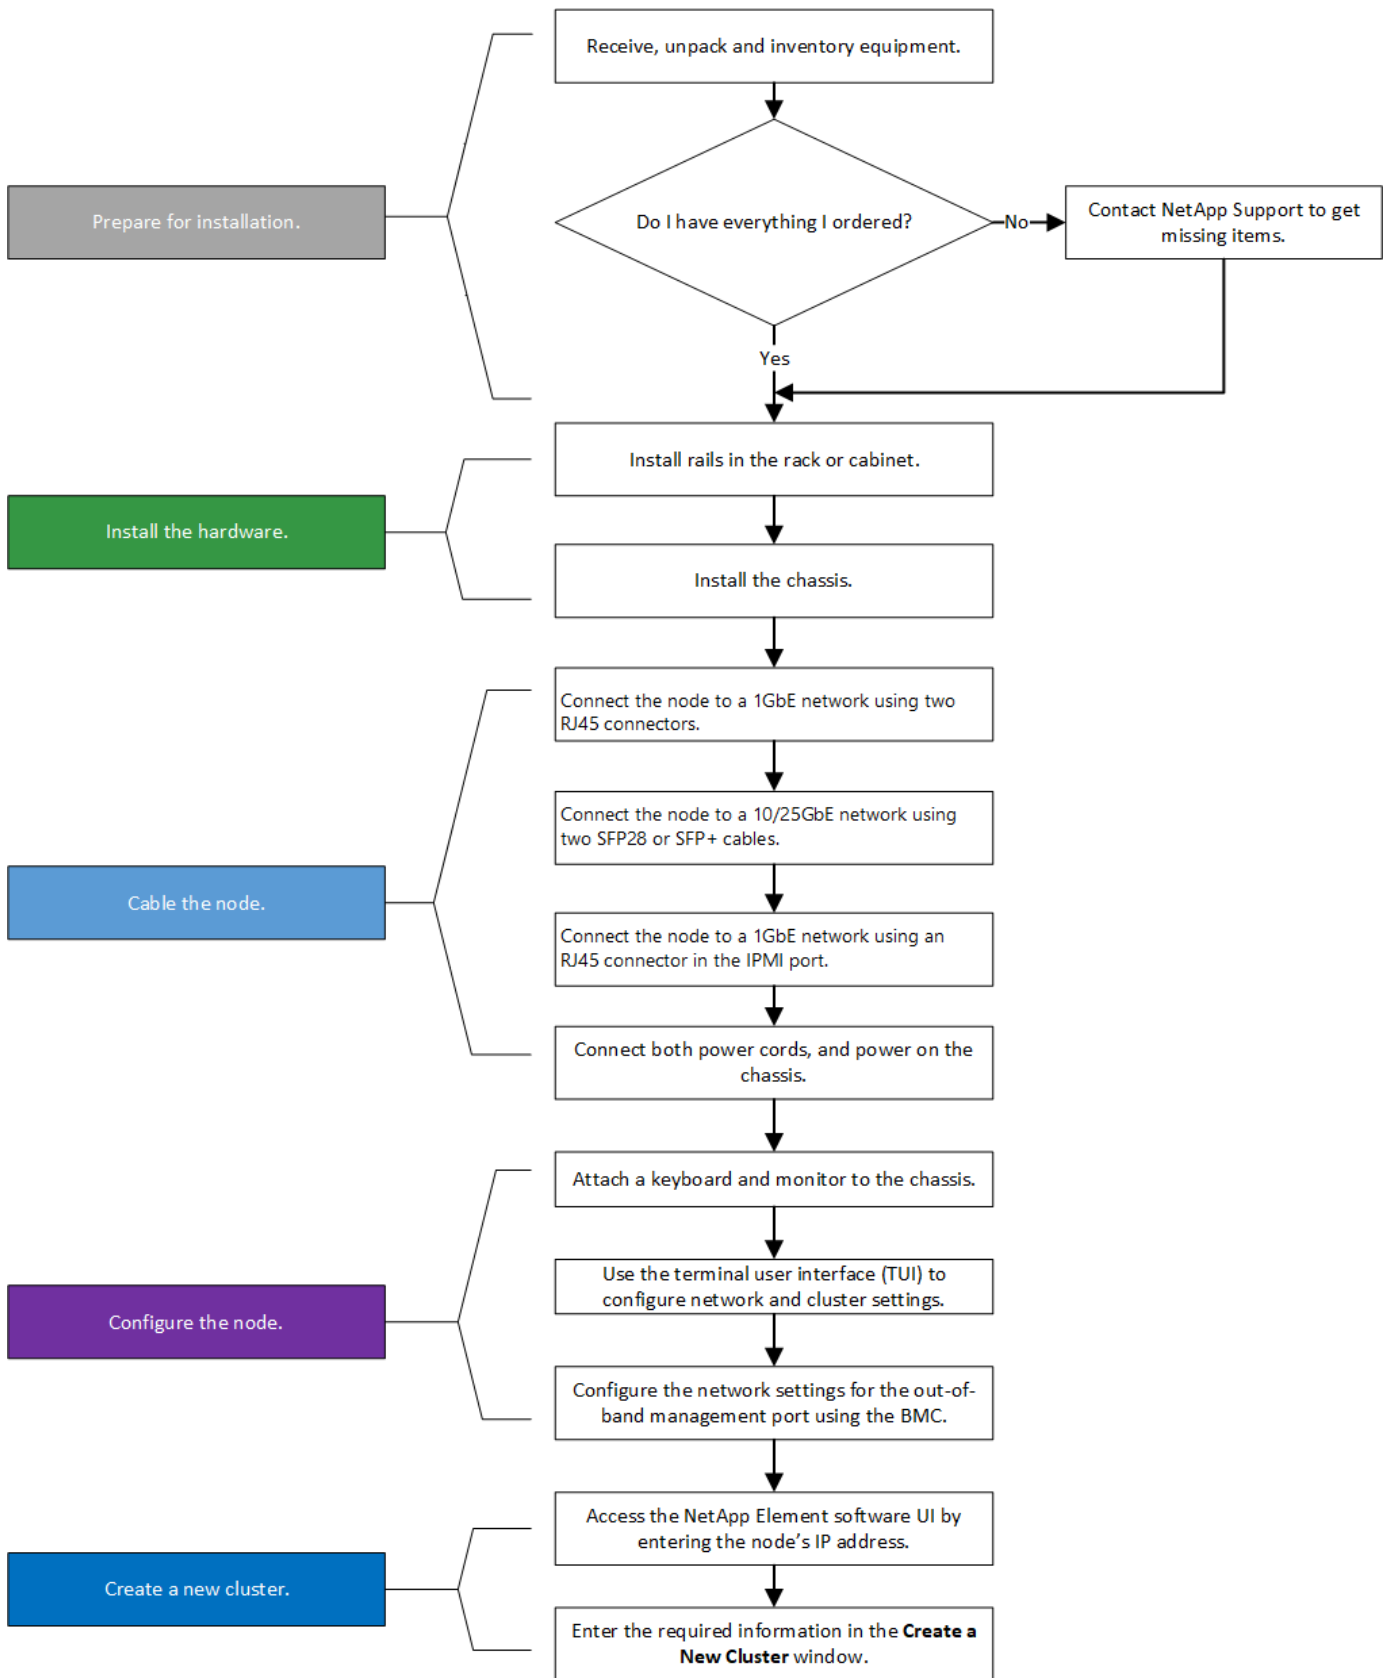 Receive, unpack and inventory equipment.
Prepare for installation.
Do I have everything I ordered?
No
Contact NetApp Support to get
missing items.
Yes
Install rails in the rack or cabinet.
Install the hardware.
Install the chassis.
Connect the node to a 1GbE network using two
RJ45 connectors.
Connect the node to a 10/25GbE network using
two SFP28 or SFP+ cables.
Cable the node.
Connect the node to a 1GbE network using an
RJ45 connector in the IPMI port.
Connect both power cords, and power on the
chassis.
Attach a keyboard and monitor to the chassis.
Use the terminal user interface (TUI) to
configure network and cluster settings.
Configure the node.
Configure the network settings for the out-of-
band management port using the BMC.
Access the NetApp Element software UI by
entering the node’s IP address.
Create a new cluster.
Enter the required information in the Create a
New Cluster window.